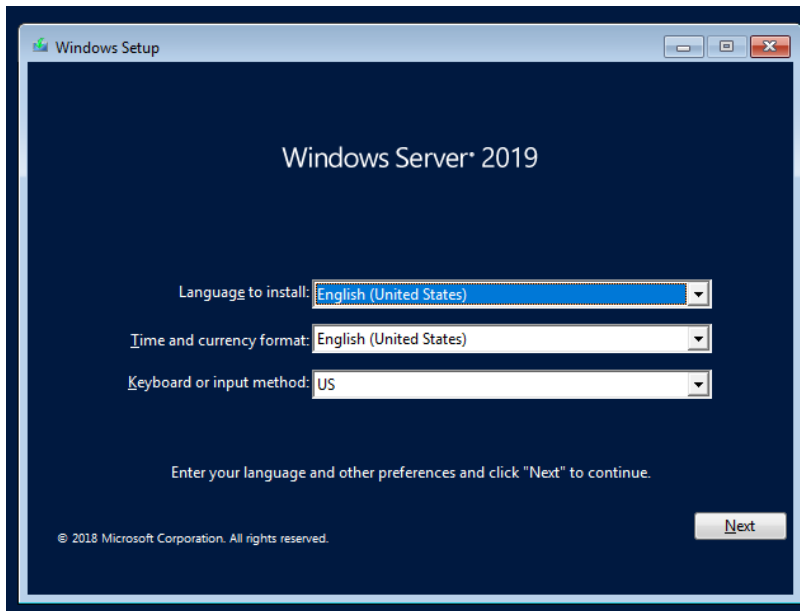 Windows Setup
Windows Server® 2019
Language to install: English (United States)
Time and currency format: English (United States)
Keyboard or input method: US
Enter your language and other preferences and click "Next" to continue.
Next
© 2018 Microsoft Corporation. All rights reserved.